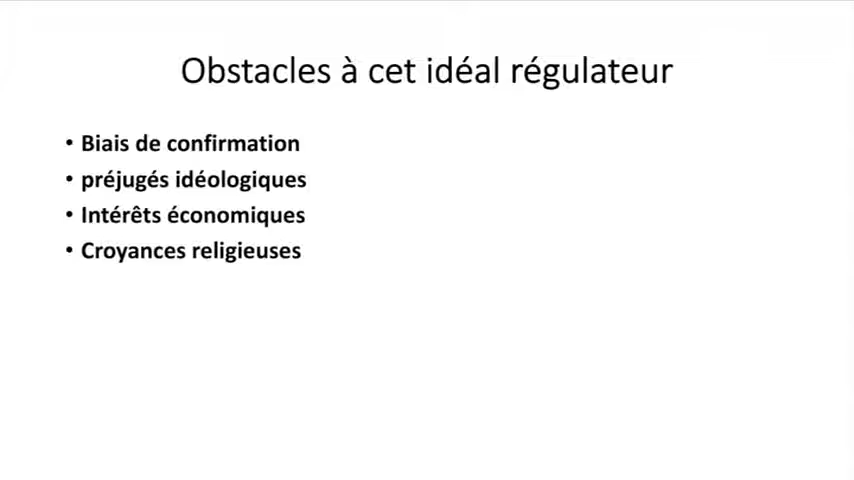 Obstacles à cet idéal régulateur
• Biais de confirmation
• préjugés idéologiques
• Intérêts économiques
• Croyances religieuses